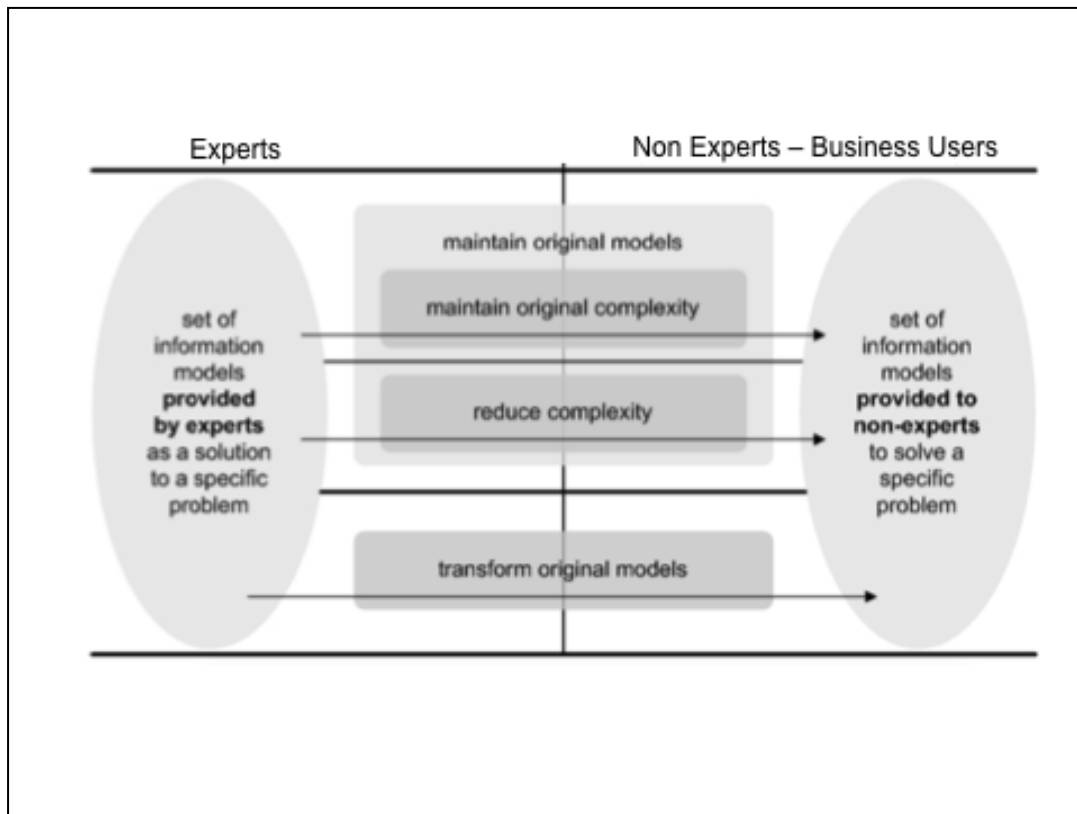 Experts
Non Experts – Business Users
set of
information
models
provided
by experts
as a solution
to a specific
problem
maintain original models
maintain original complexity
reduce complexity
transform original models
set of
information
models
provided to
non-experts
to solve a
specific
problem